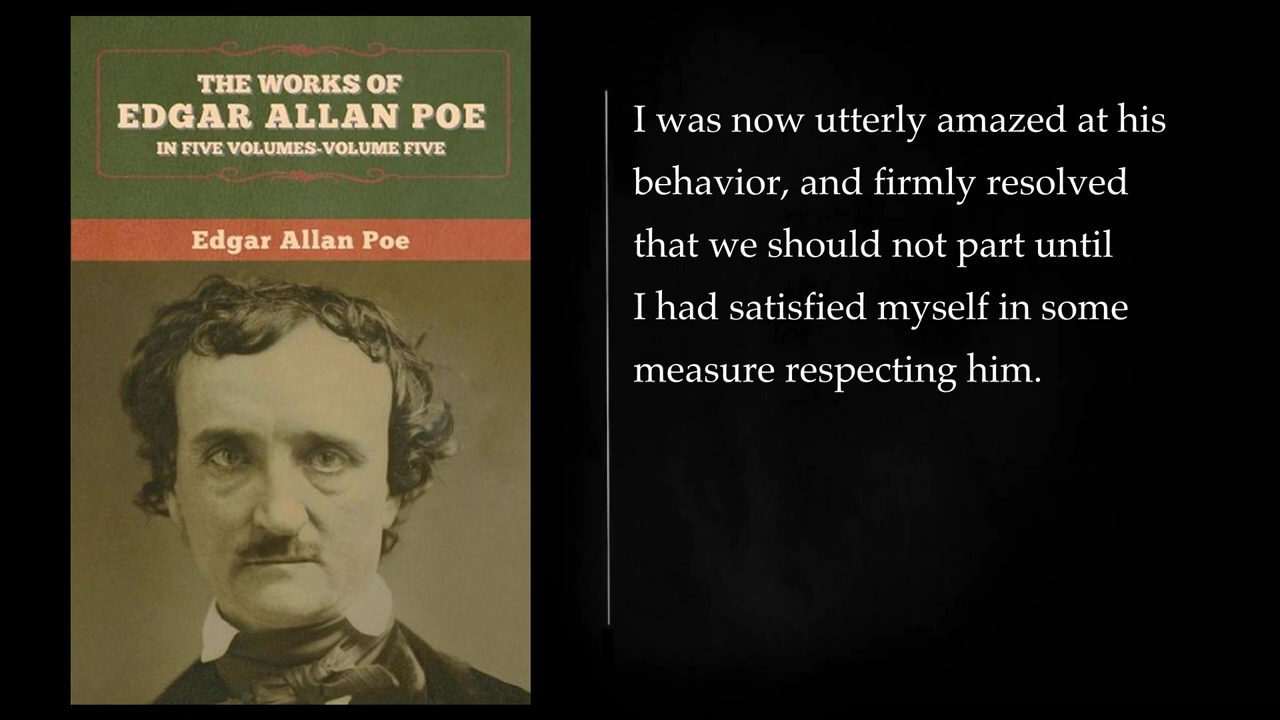 THE WORKS OF
EDGAR ALLAN POE
IN FIVE VOLUMES-VOLUME FIVE
Edgar Allan Poe
I was now utterly amazed at his
behavior, and firmly resolved
that we should not part until
I had satisfied myself in some
measure respecting him.